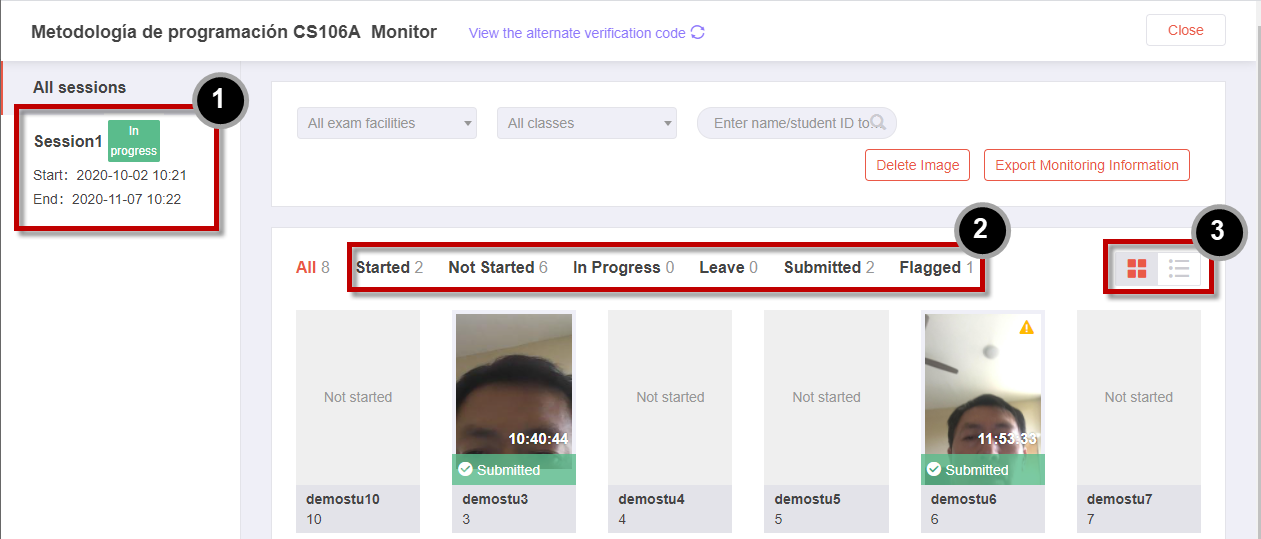 Metodología de programación CS106A Monitor
View the alternate verification code
Close
All sessions
1
Session1
In progress
Start： 2020-10-02 10:21
End： 2020-11-07 10:22
All exam facilities
All classes
Enter name/student ID to
Delete Image
Export Monitoring Information
2
3
All 8
Started 2
Not Started 6
In Progress 0
Leave 0
Submitted 2
Flagged 1
Not started
10:40:44
Submitted
Not started
Not started
11:53:33
Submitted
Not started
demostu10
10
demostu3
3
demostu4
4
demostu5
5
demostu6
6
demostu7
7